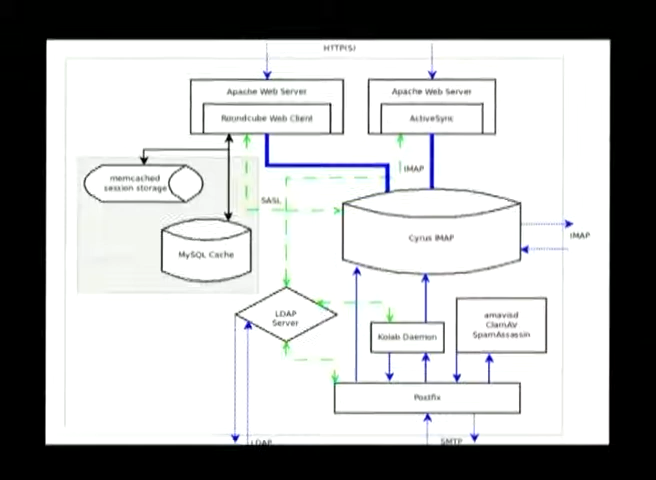 HTTP(S)
Apache Web Server
Roundcube Web Client
Apache Web Server
ActiveSync
IMAP
memcached
session storage
SASL
MySQL Cache
Cyrus IMAP
IMAP
LDAP
Server
Kolab Daemon
amavisd
ClamAV
SpamAssassin
Postfix
LDAP
SMTP